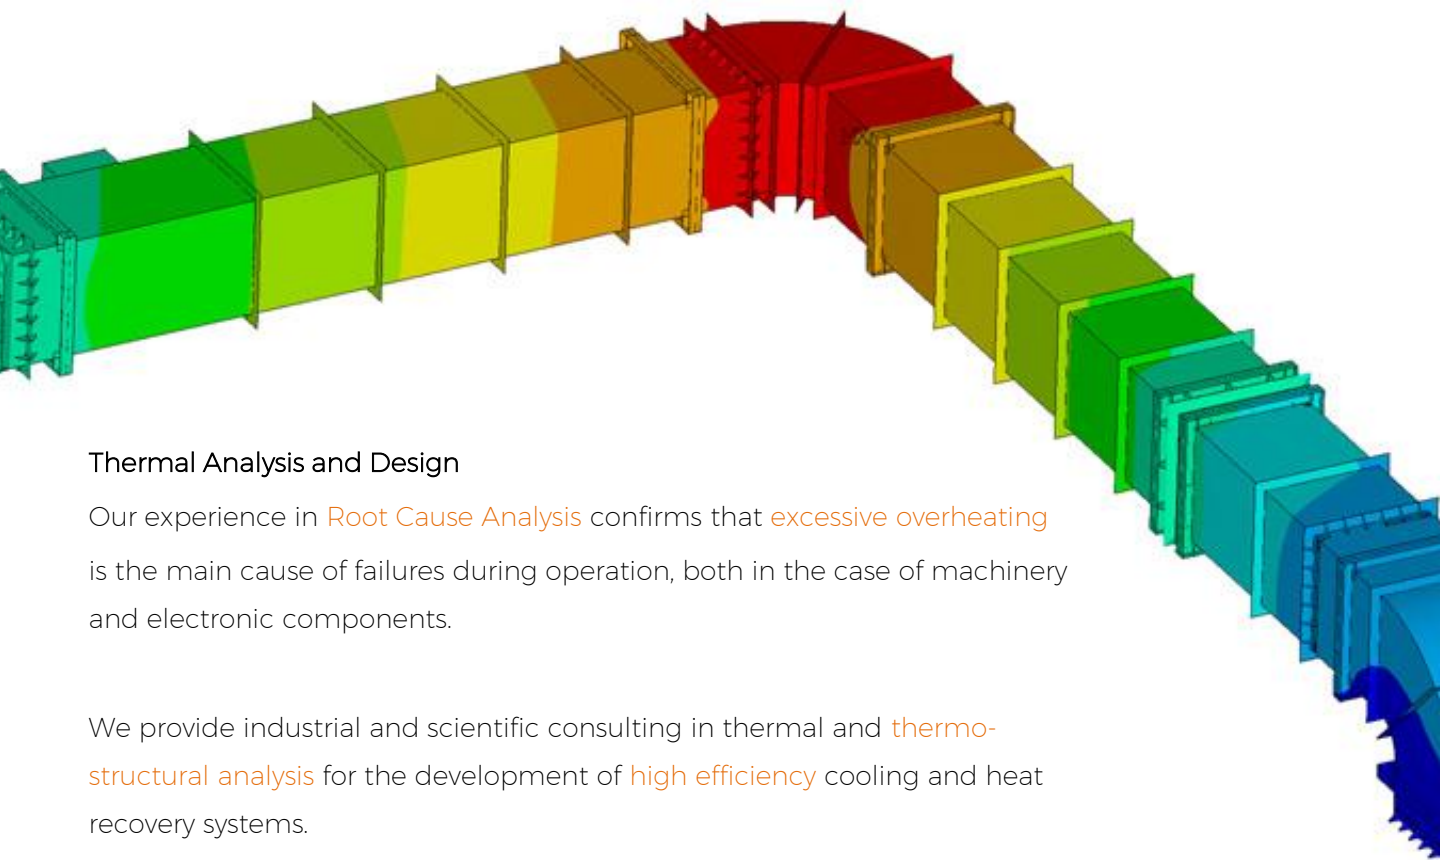 Thermal Analysis and Design
Our experience in Root Cause Analysis confirms that excessive overheating
is the main cause of failures during operation, both in the case of machinery
and electronic components.
We provide industrial and scientific consulting in thermal and thermo-
structural analysis for the development of high efficiency cooling and heat
recovery systems.